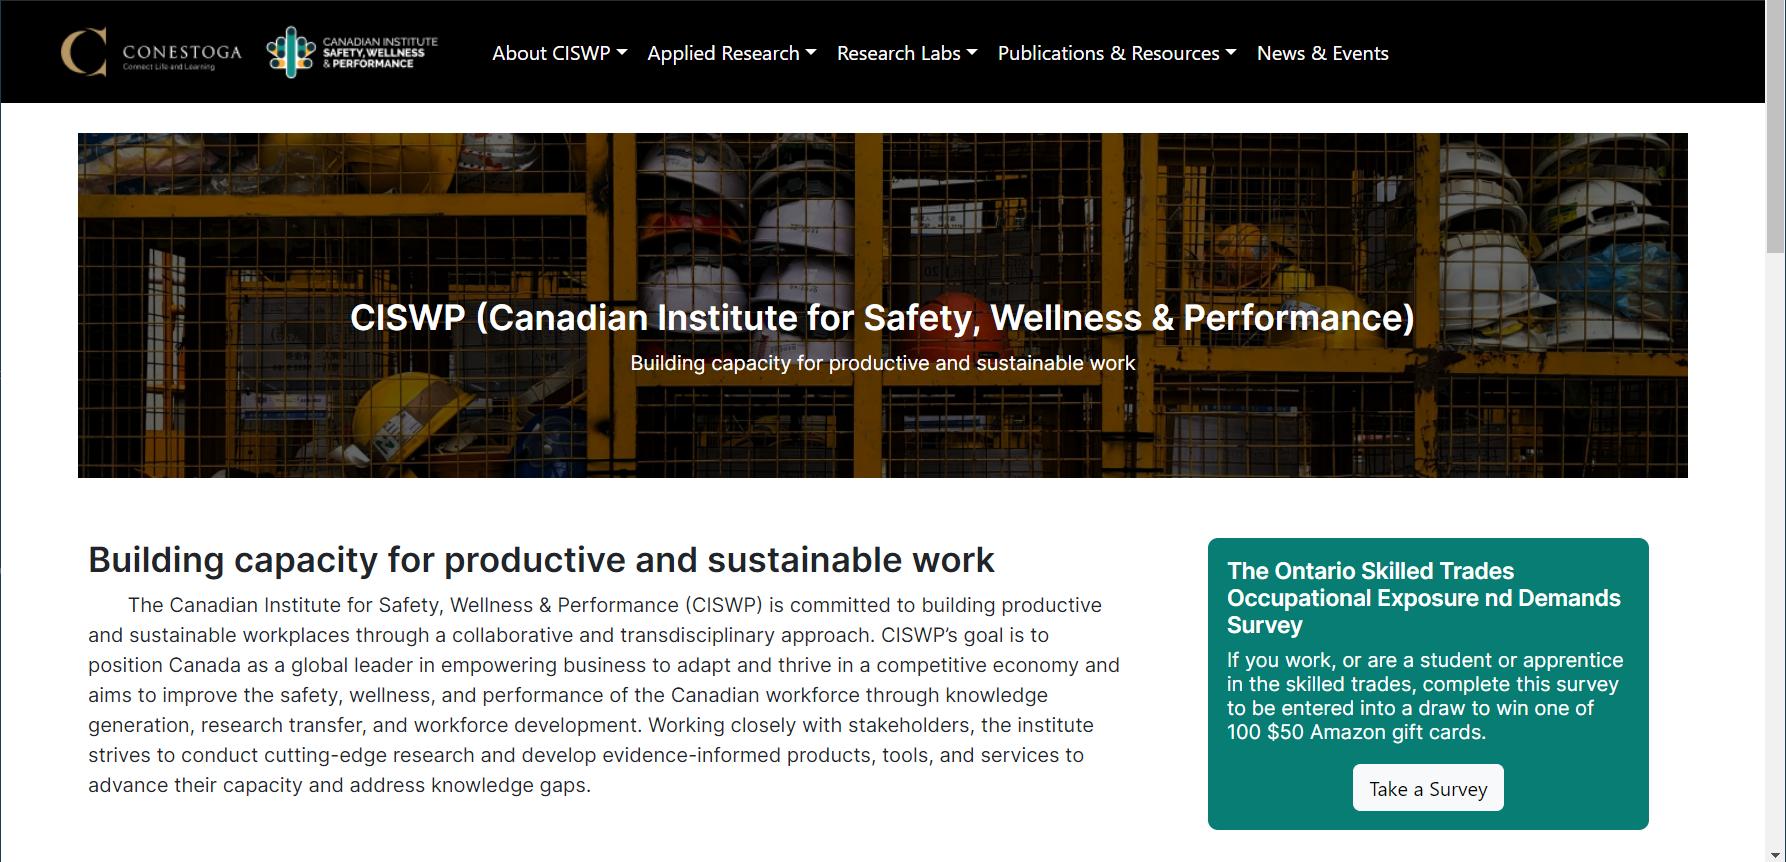 CONESTOGA
Connect Life and Learning
CANADIAN INSTITUTE
SAFETY, WELLNESS
& PERFORMANCE
About CISWP
Applied Research
Research Labs
Publications & Resources
News & Events
CISWP (Canadian Institute for Safety, Wellness & Performance)
Building capacity for productive and sustainable work
Building capacity for productive and sustainable work
The Canadian Institute for Safety, Wellness & Performance (CISWP) is committed to building productive
and sustainable workplaces through a collaborative and transdisciplinary approach. CISWP’s goal is to
position Canada as a global leader in empowering business to adapt and thrive in a competitive economy and
aims to improve the safety, wellness, and performance of the Canadian workforce through knowledge
generation, research transfer, and workforce development. Working closely with stakeholders, the institute
strives to conduct cutting-edge research and develop evidence-informed products, tools, and services to
advance their capacity and address knowledge gaps.
The Ontario Skilled Trades
Occupational Exposure nd Demands
Survey
If you work, or are a student or apprentice
in the skilled trades, complete this survey
to be entered into a draw to win one of
100 $50 Amazon gift cards.
Take a Survey